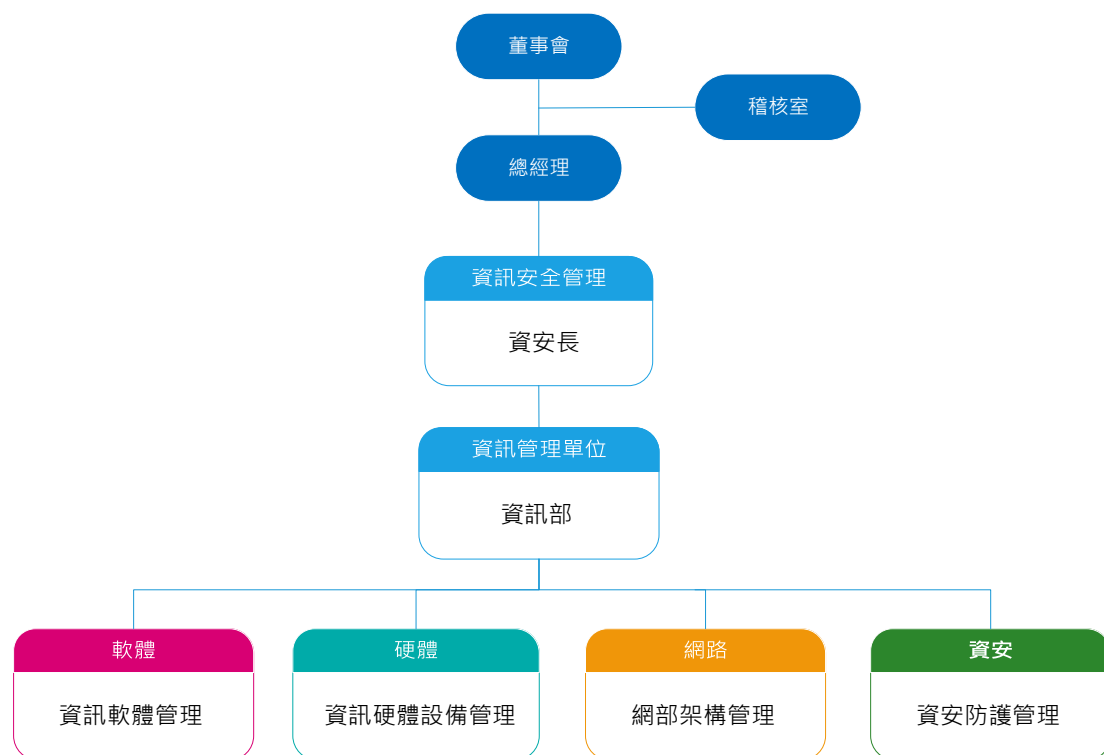 董事會
稽核室
總經理
資訊安全管理
資安長
資訊管理單位
資訊部
軟體
資訊軟體管理
硬體
資訊硬體設備管理
網路
網部架構管理
資安
資安防護管理